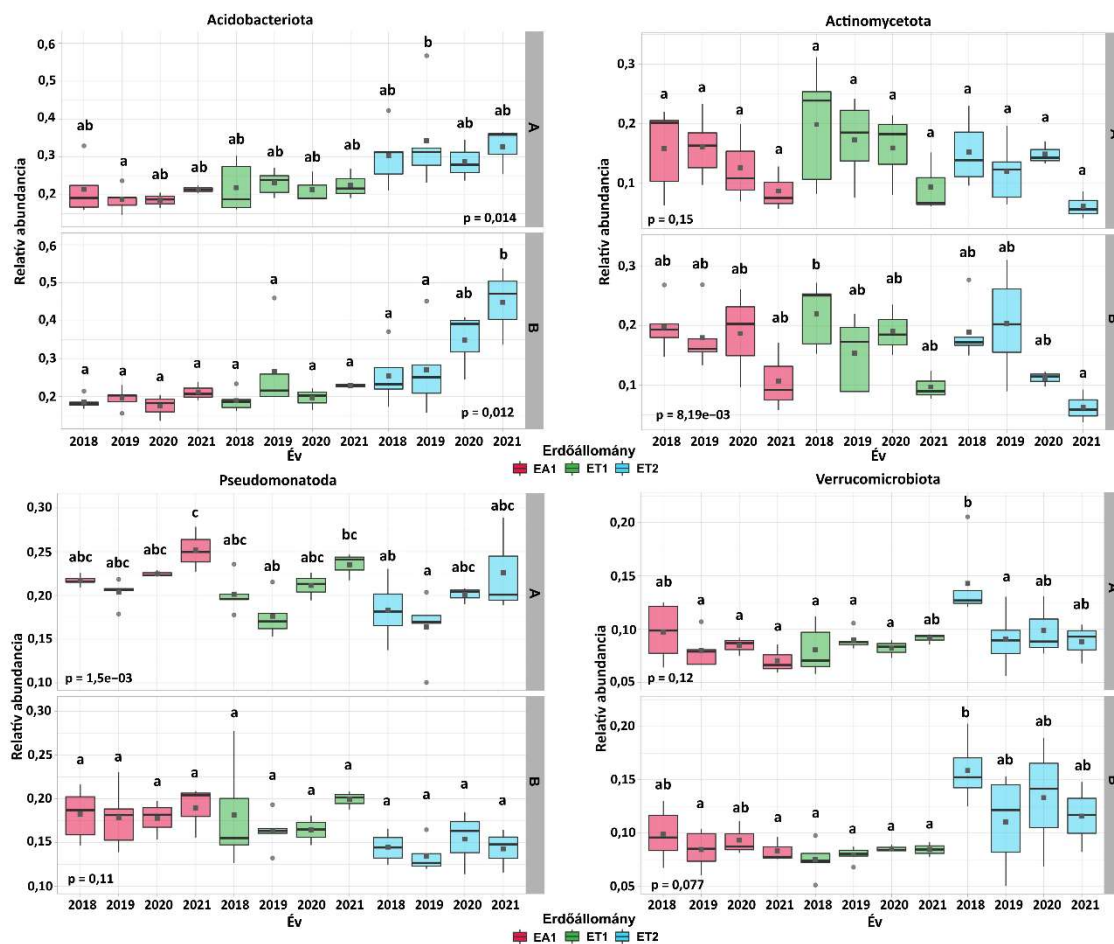 Acidobacteriota
Relatív abundancia
0,6
0,5
0,4
0,3
0,2
ab a ab ab ab ab ab ab ab b ab ab
p = 0,014
A
Relatív abundancia
0,6
0,5
0,4
0,3
0,2
a a a a a a a a a a ab b
p = 0,012
B
2018 2019 2020 2021 2018 2019 2020 2021 2018 2019 2020 2021
Év
Actinomycetota
Relatív abundancia
0,3
0,2
0,1
a a a a a a a a a a a a
p = 0,15
A
Relatív abundancia
0,3
0,2
0,1
ab ab ab ab b ab ab ab ab ab ab a
p = 8,19e−03
B
2018 2019 2020 2021 2018 2019 2020 2021 2018 2019 2020 2021
Év
Erdőállomány
EA1 ET1 ET2
Pseudomonatoda
Relatív abundancia
0,30
0,25
0,20
0,15
0,10
abc abc abc c abc ab abc bc ab a abc abc
p = 1,5e−03
A
Relatív abundancia
0,30
0,25
0,20
0,15
0,10
a a a a a a a a a a a a
p = 0,11
B
2018 2019 2020 2021 2018 2019 2020 2021 2018 2019 2020 2021
Év
Verrucomicrobiota
Relatív abundancia
0,20
0,15
0,10
0,05
ab a a a a a a ab b a ab ab
p = 0,12
A
Relatív abundancia
0,20
0,15
0,10
0,05
ab a ab a a a a a b ab ab ab
p = 0,077
B
2018 2019 2020 2021 2018 2019 2020 2021 2018 2019 2020 2021
Év
Erdőállomány
EA1 ET1 ET2